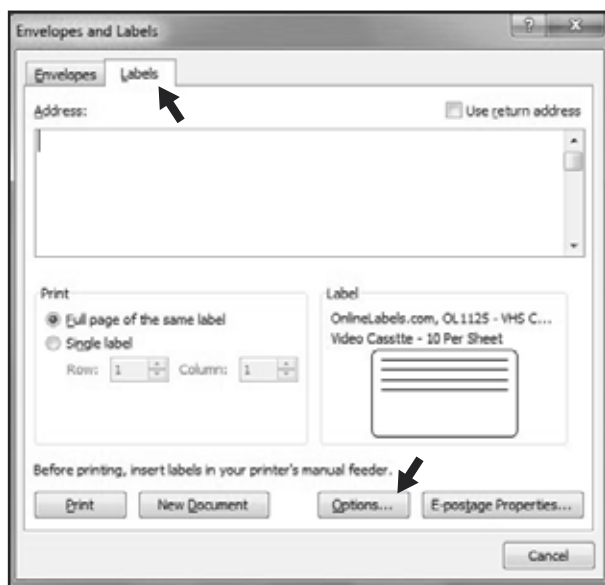 Envelopes and Labels
Envelopes Labels
Address: Use return address
Print Label
Full page of the same label OnlineLabels.com, OL1125 - VHS C...
Single label Video Casstte - 10 Per Sheet
Row: 1 Column: 1
Before printing, insert labels in your printer's manual feeder.
Print New Document Options... E-postage Properties...
Cancel